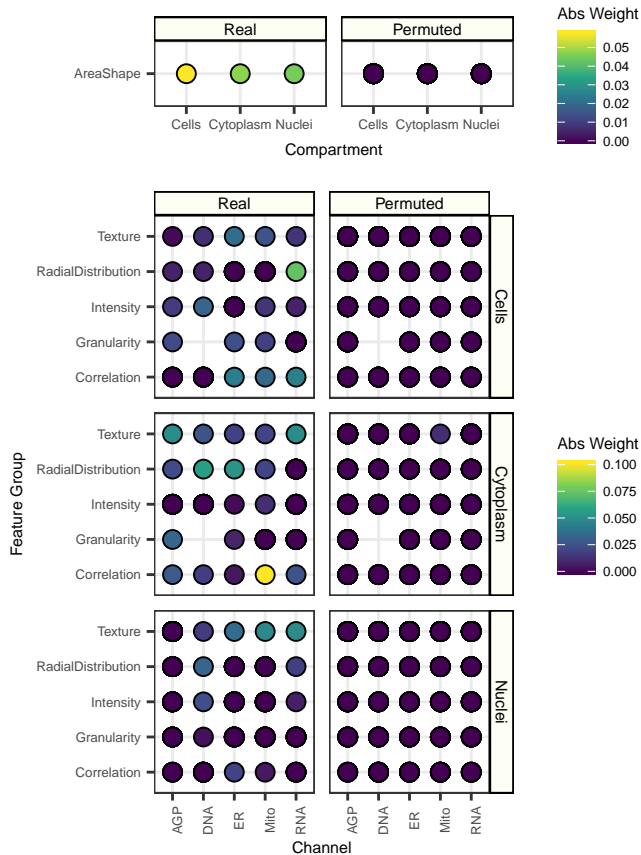 Real Permuted
AreaShape
Cells Cytoplasm Nuclei Cells Cytoplasm Nuclei
Compartment
Abs Weight
0.05
0.04
0.03
0.02
0.01
0.00
Real Permuted
Feature Group
Texture
RadialDistribution
Intensity
Granularity
Correlation
Cells
Texture
RadialDistribution
Intensity
Granularity
Correlation
Cytoplasm
Texture
RadialDistribution
Intensity
Granularity
Correlation
Nuclei
AGP DNA ER Mito RNA AGP DNA ER Mito RNA
Channel
Abs Weight
0.100
0.075
0.050
0.025
0.000